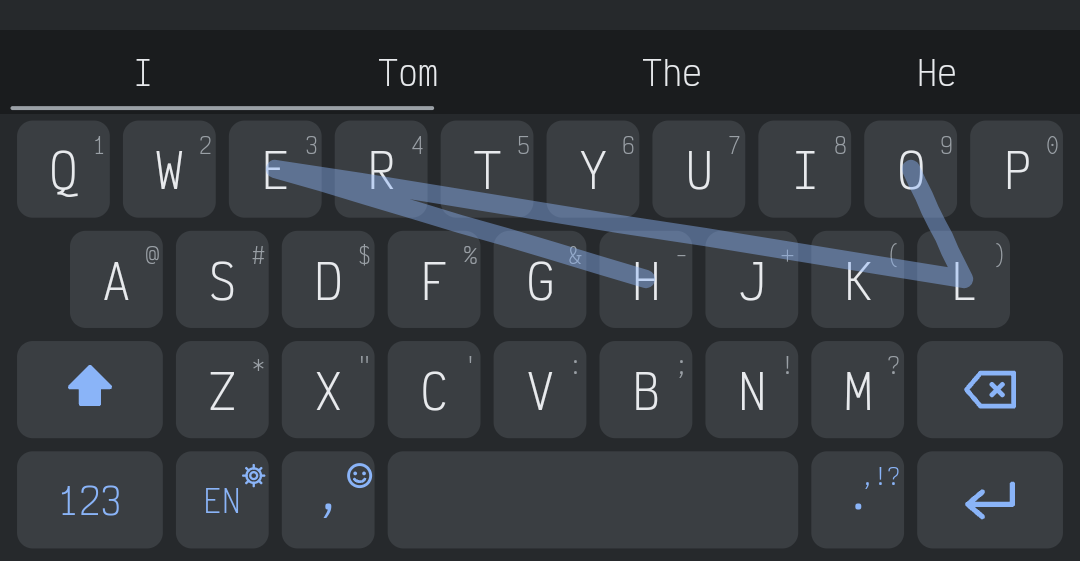 I Tom The He
Q 1 W 2 E 3 R 4 T 5 Y 6 U 7 I 8 O 9 P 0
A @ S # D $ F % G & H - J + K ( L )
Z * X " C ' V : B ; N ! M ?
123 EN , . ,!?